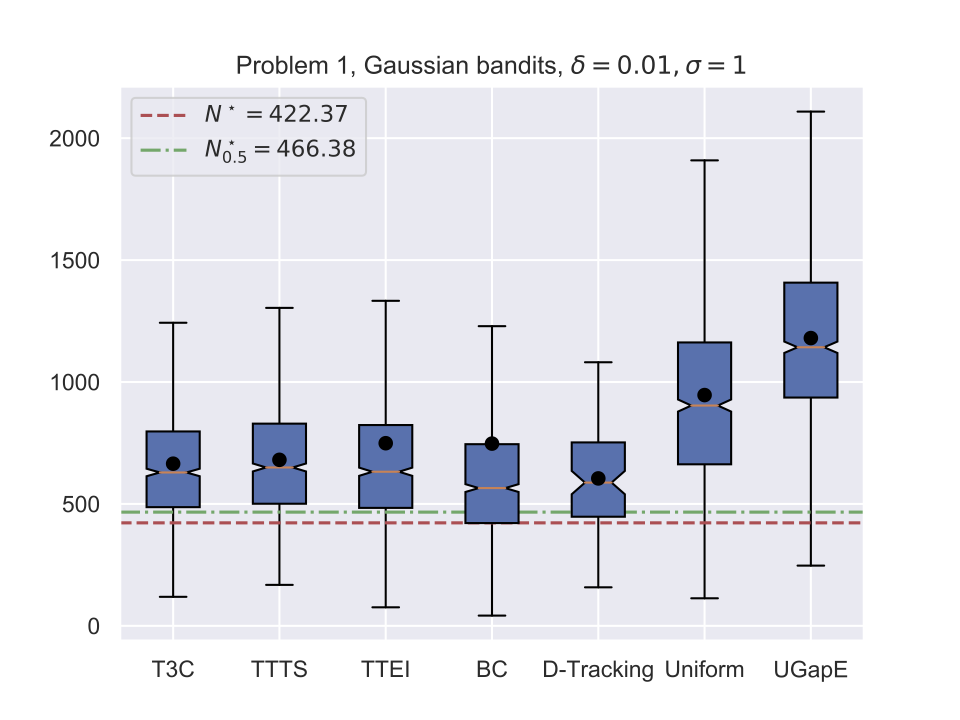 Problem 1, Gaussian bandits, δ = 0.01, σ = 1
N⋆ = 422.37
N⋆0.5 = 466.38
2000
1500
1000
500
0
T3C TTTS TTEI BC D-Tracking Uniform UGapE